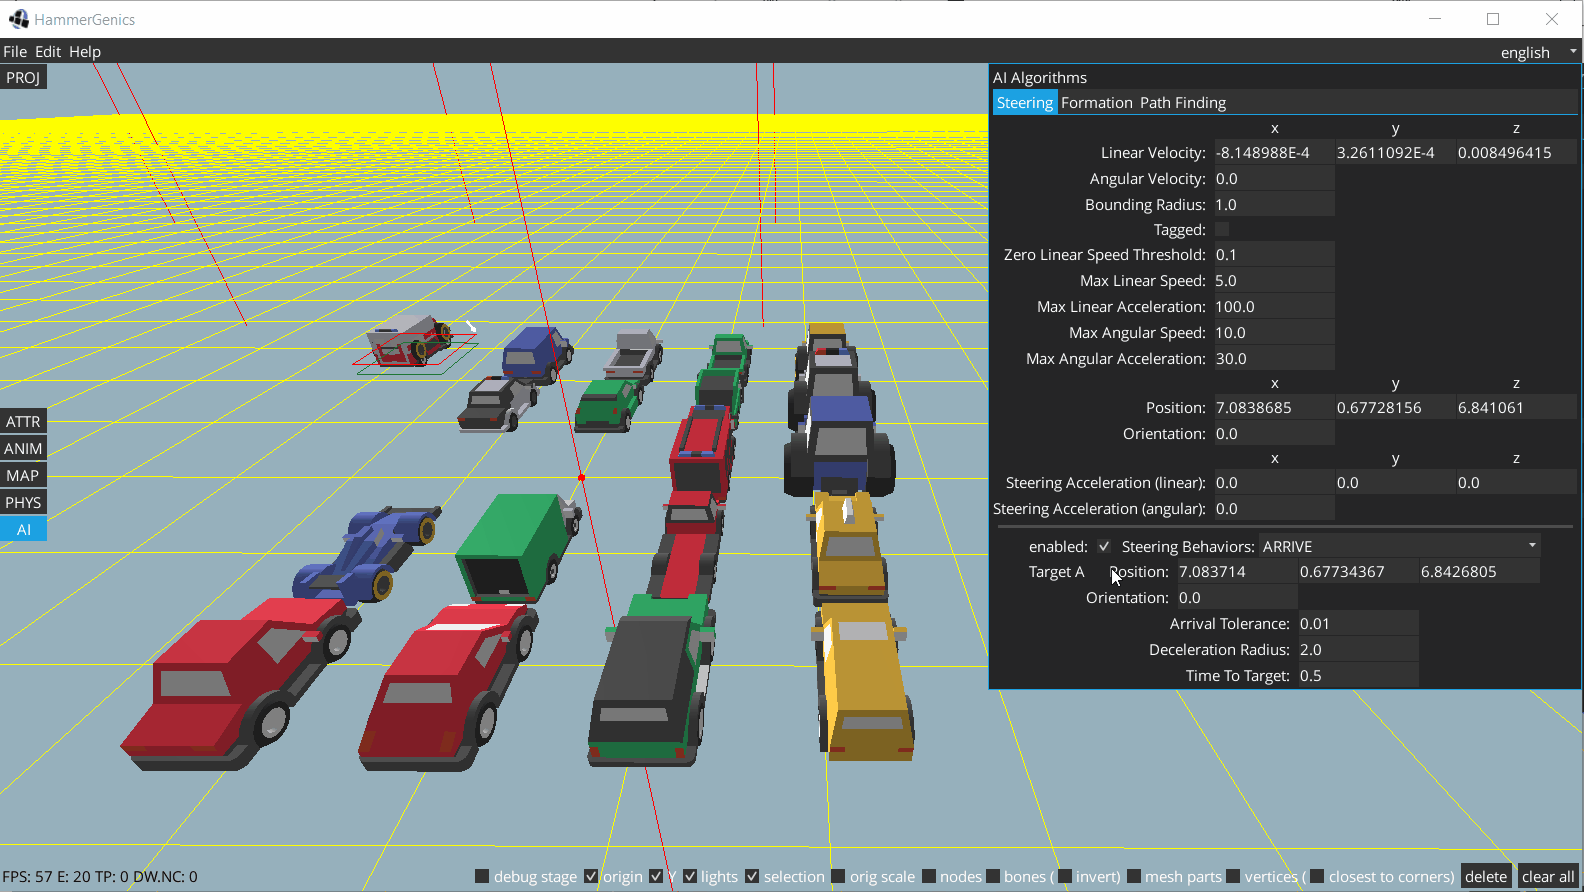 HammerGenics
File Edit Help
english
PROJ
AI Algorithms
Steering Formation Path Finding
x y z
Linear Velocity: -8.148988E-4 3.2611092E-4 0.008496415
Angular Velocity: 0.0
Bounding Radius: 1.0
Tagged:
Zero Linear Speed Threshold: 0.1
Max Linear Speed: 5.0
Max Linear Acceleration: 100.0
Max Angular Speed: 10.0
Max Angular Acceleration: 30.0
x y z
Position: 7.0838685 0.67728156 6.841061
Orientation: 0.0
x y z
Steering Acceleration (linear): 0.0 0.0 0.0
Steering Acceleration (angular): 0.0
enabled: Steering Behaviors: ARRIVE
Target A Position: 7.083714 0.67734367 6.8426805
Orientation: 0.0
Arrival Tolerance: 0.01
Deceleration Radius: 2.0
Time To Target: 0.5
ATTR
ANIM
MAP
PHYS
AI
FPS: 57 E: 20 TP: 0 DW.NC: 0
debug stage origin Y lights selection orig scale nodes bones ( invert) mesh parts vertices ( closest to corners) delete clear all